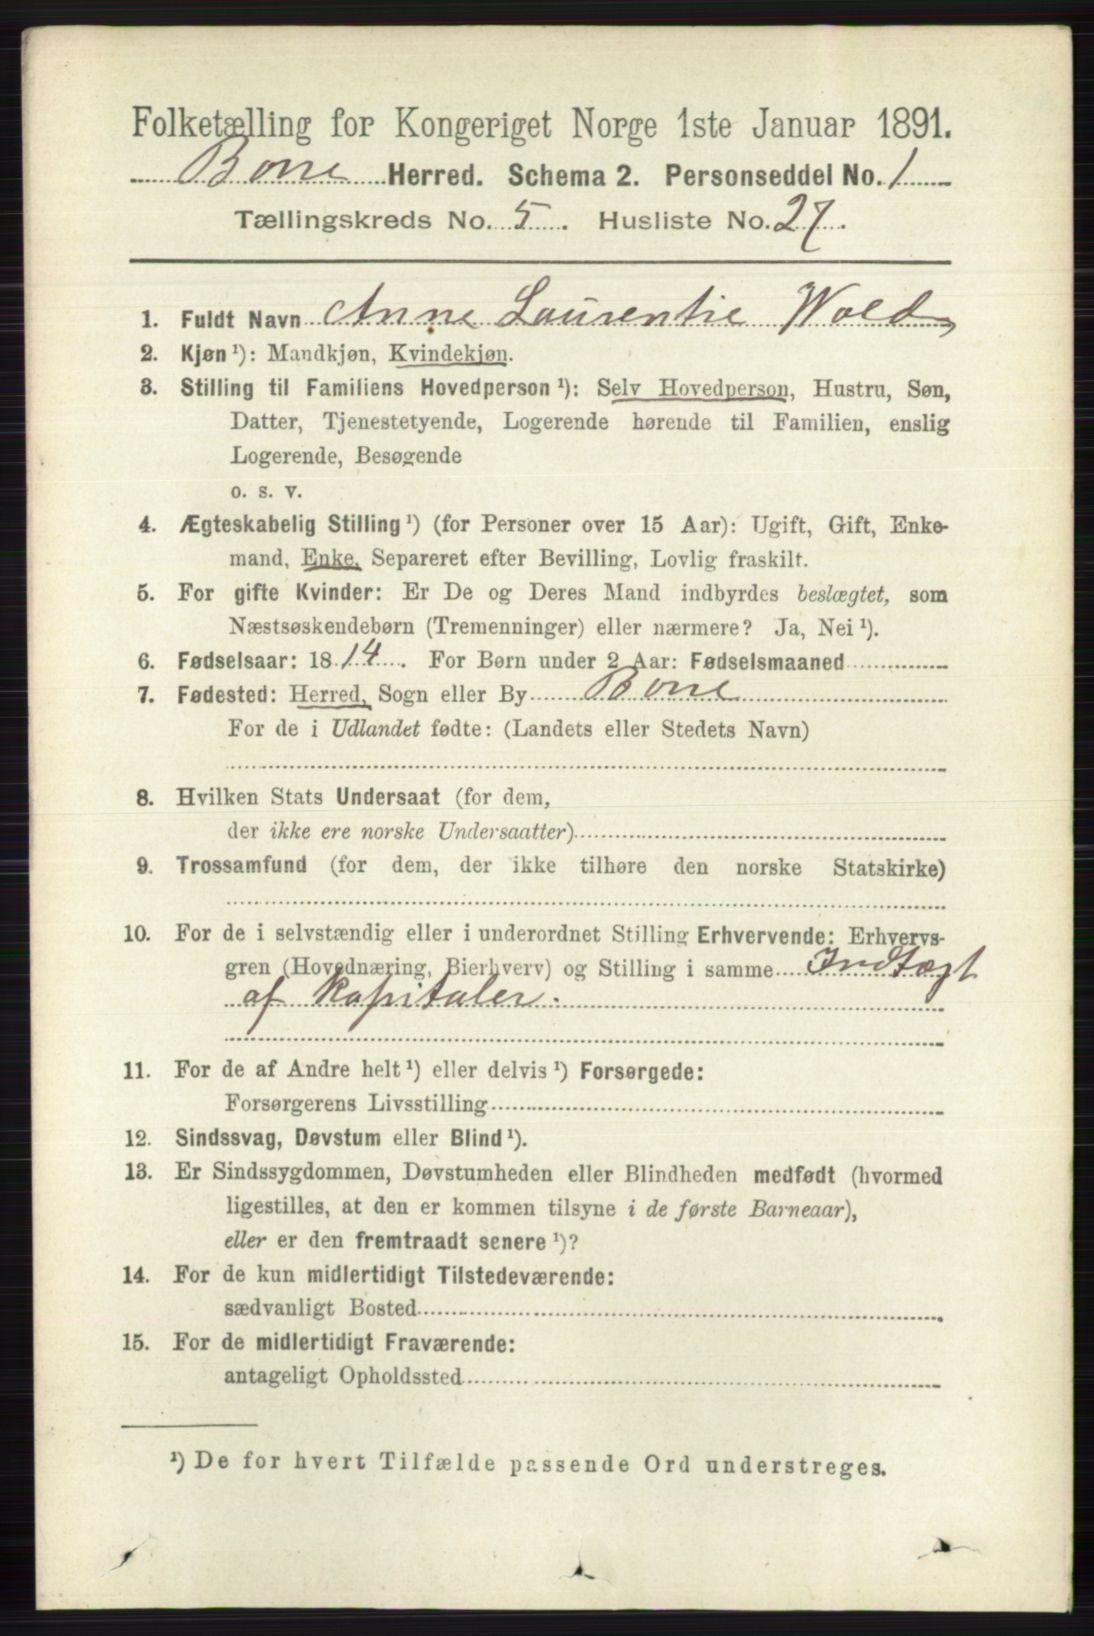 Folketælling for Kongeriget Norge 1ste Januar 1891.
Borre Herred. Schema 2. Personseddel No. 1
Tællingskreds No. 5. Husliste No. 27.
1. Fuldt Navn Anne Laurentie Wold
2. Kjøn ¹): Mandkjøn, Kvindekjøn.
3. Stilling til Familiens Hovedperson ¹): Selv Hovedperson, Hustru, Søn,
Datter, Tjenestetyende, Logerende hørende til Familien, enslig
Logerende, Besøgende
o. s. v.
4. Ægteskabelig Stilling ¹) (for Personer over 15 Aar): Ugift, Gift, Enke-
mand, Enke, Separeret efter Bevilling, Lovlig fraskilt.
5. For gifte Kvinder: Er De og Deres Mand indbyrdes beslægtet, som
Næstsøskendebørn (Tremenninger) eller nærmere? Ja, Nei ¹).
6. Fødselsaar: 1814. For Børn under 2 Aar: Fødselsmaaned
7. Fødested: Herred, Sogn eller By Borre
For de i Udlandet fødte: (Landets eller Stedets Navn)
8. Hvilken Stats Undersaat (for dem,
der ikke ere norske Undersaatter)
9. Trossamfund (for dem, der ikke tilhøre den norske Statskirke)
10. For de i selvstændig eller i underordnet Stilling Erhvervende: Erhvervs-
gren (Hovednæring, Bierhverv) og Stilling i samme Indtægt
af Kapitaler.
11. For de af Andre helt ¹) eller delvis ¹) Forsørgede:
Forsørgerens Livsstilling
12. Sindssvag, Døvstum eller Blind ¹).
13. Er Sindssygdommen, Døvstumheden eller Blindheden medfødt (hvormed
ligestilles, at den er kommen tilsyne i de første Barneaar),
eller er den fremtraadt senere ¹)?
14. For de kun midlertidigt Tilstedeværende:
sædvanligt Bosted
15. For de midlertidigt Fraværende:
antageligt Opholdssted
¹) De for hvert Tilfælde passende Ord understreges.